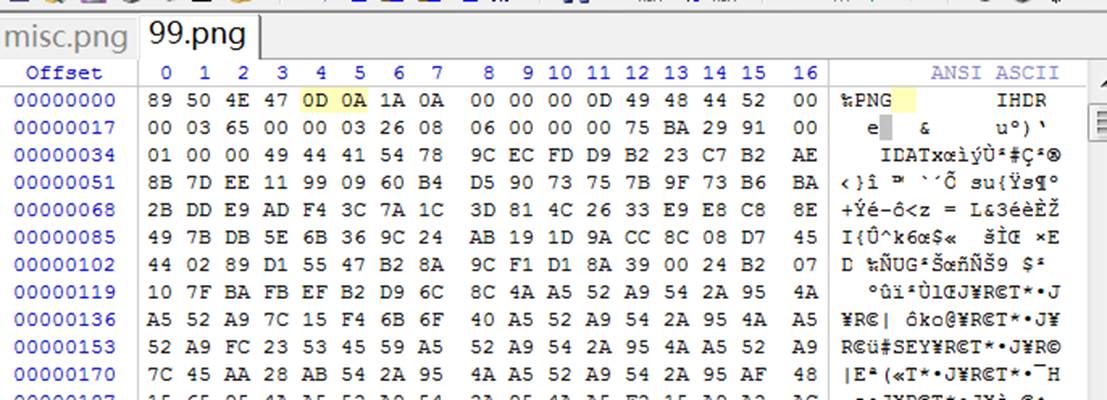 misc.png 99.png
Offset 0 1 2 3 4 5 6 7 8 9 10 11 12 13 14 15 16 ANSI ASCII
00000000 89 50 4E 47 0D 0A 1A 0A 00 00 00 0D 49 48 44 52 00 ‰PNG IHDR
00000017 00 03 65 00 00 03 26 08 06 00 00 00 75 BA 29 91 00 e & uº)‘
00000034 01 00 00 49 44 41 54 78 9C EC FD D9 B2 23 C7 B2 AE IDATxœìýÙ²#Ç²®
00000051 8B 7D EE 11 99 09 60 B4 D5 90 73 75 7B 9F 73 B6 BA ‹}î ™ `´Õ su{Ÿs¶º
00000068 2B DD E9 AD F4 3C 7A 1C 3D 81 4C 26 33 E9 E8 C8 8E +Ýé-ô<z = L&3éèÈŽ
00000085 49 7B DB 5E 6B 36 9C 24 AB 19 1D 9A CC 8C 08 D7 45 I{Û^k6œ$« šÌŒ ×E
00000102 44 02 89 D1 55 47 B2 8A 9C F1 D1 8A 39 00 24 B2 07 D ‰ÑUG²ŠœñÑŠ9 $²
00000119 10 7F BA FB EF B2 D9 6C 8C 4A A5 52 A9 54 2A 95 4A ºûï²ÙlŒJ¥R©T*•J
00000136 A5 52 A9 7C 15 F4 6B 6F 40 A5 52 A9 54 2A 95 4A A5 ¥R©| ôko@¥R©T*•J¥
00000153 52 A9 FC 23 53 45 59 A5 52 A9 54 2A 95 4A A5 52 A9 R©ü#SEY¥R©T*•J¥R©
00000170 7C 45 AA 28 AB 54 2A 95 4A A5 52 A9 54 2A 95 AF 48 |Eª(«T*•J¥R©T*•¯H